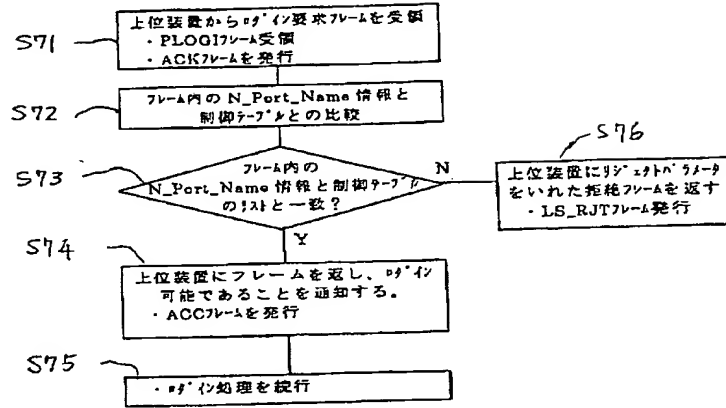 S71
上位装置からﾛｸﾞｲﾝ要求ﾌﾚｰﾑを受領
・PLOGIﾌﾚｰﾑ受領
・ACKﾌﾚｰﾑを発行
S72
ﾌﾚｰﾑ内のN_Port_Name情報と
制御ﾃｰﾌﾞﾙとの比較
S73
ﾌﾚｰﾑ内の
N_Port_Name情報と制御ﾃｰﾌﾞﾙ
のﾘｽﾄと一致？
N
Y
S76
上位装置にﾘｼﾞｪｸﾄﾊﾟﾗﾒｰﾀ
をいれた拒絶フレームを返す
・LS_RJTﾌﾚｰﾑ発行
S74
上位装置にフレームを返し、ﾛｸﾞｲﾝ
可能であることを通知する。
・ACCﾌﾚｰﾑを発行
S75
・ﾛｸﾞｲﾝ処理を続行